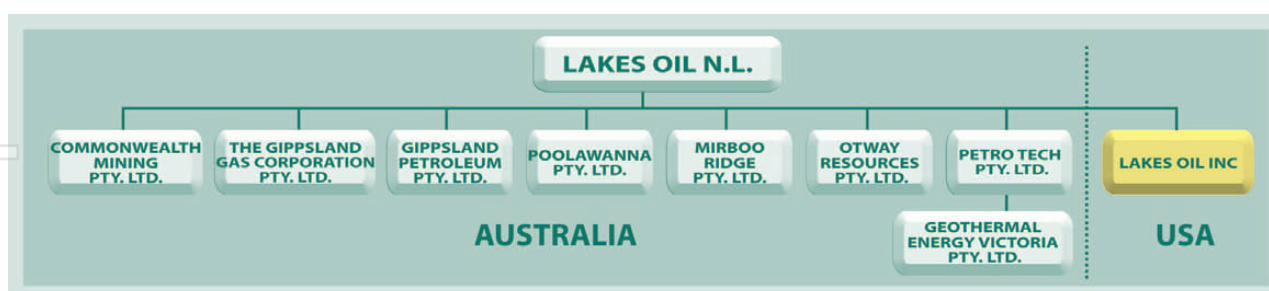 LAKES OIL N.L.
COMMONWEALTH
MINING
PTY. LTD.
THE GIPPSLAND
GAS CORPORATION
PTY. LTD.
GIPPSLAND
PETROLEUM
PTY. LTD.
POOLAWANNA
PTY. LTD.
MIRBOO
RIDGE
PTY. LTD.
OTWAY
RESOURCES
PTY. LTD.
PETRO TECH
PTY. LTD.
LAKES OIL INC
GEOTHERMAL
ENERGY VICTORIA
PTY. LTD.
AUSTRALIA
USA